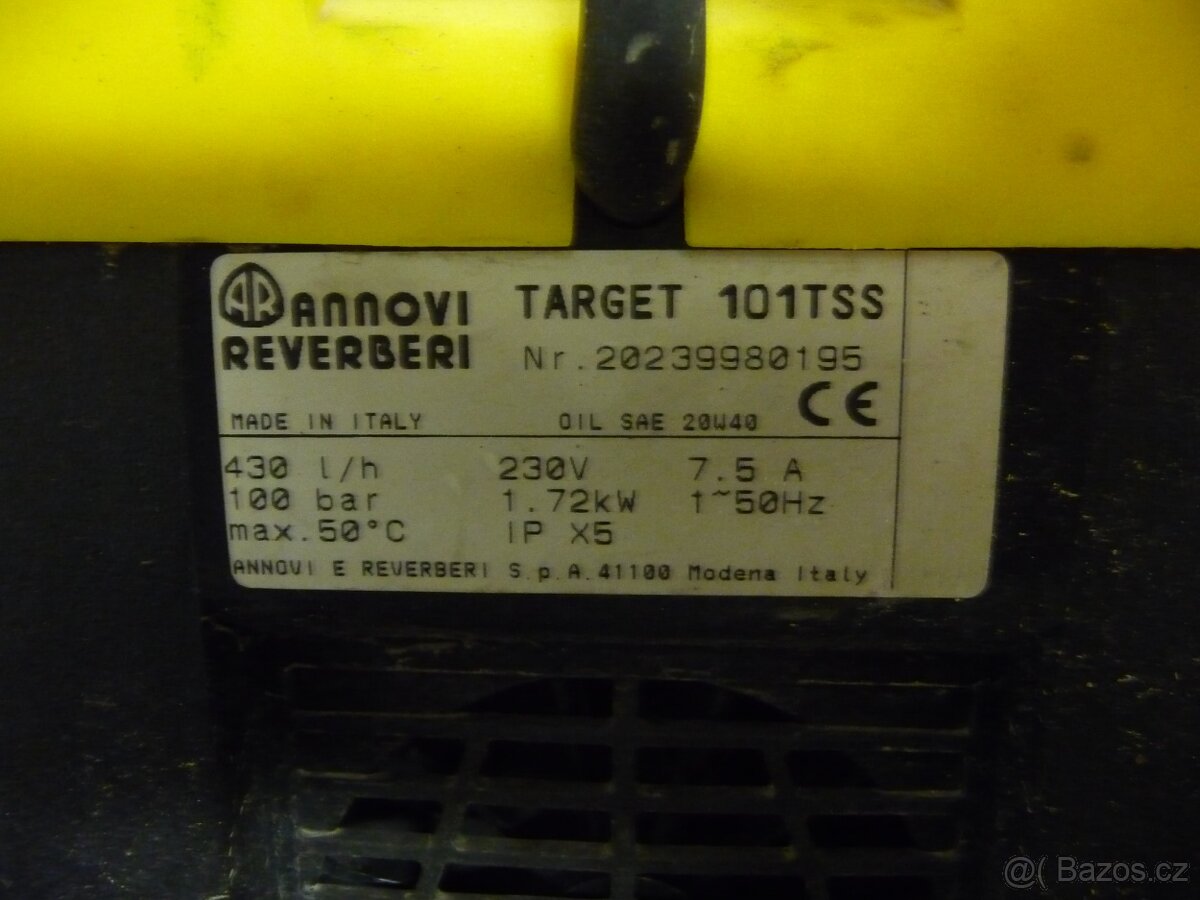 AR ANNOVI
REVERBERI
TARGET 101TSS
Nr.20239980195
MADE IN ITALY OIL SAE 20W40 CE
430 l/h 230V 7.5 A
100 bar 1.72kW 1~50Hz
max.50°C IP X5
ANNOVI E REVERBERI S.p.A.41100 Modena Italy
@( Bazos.cz